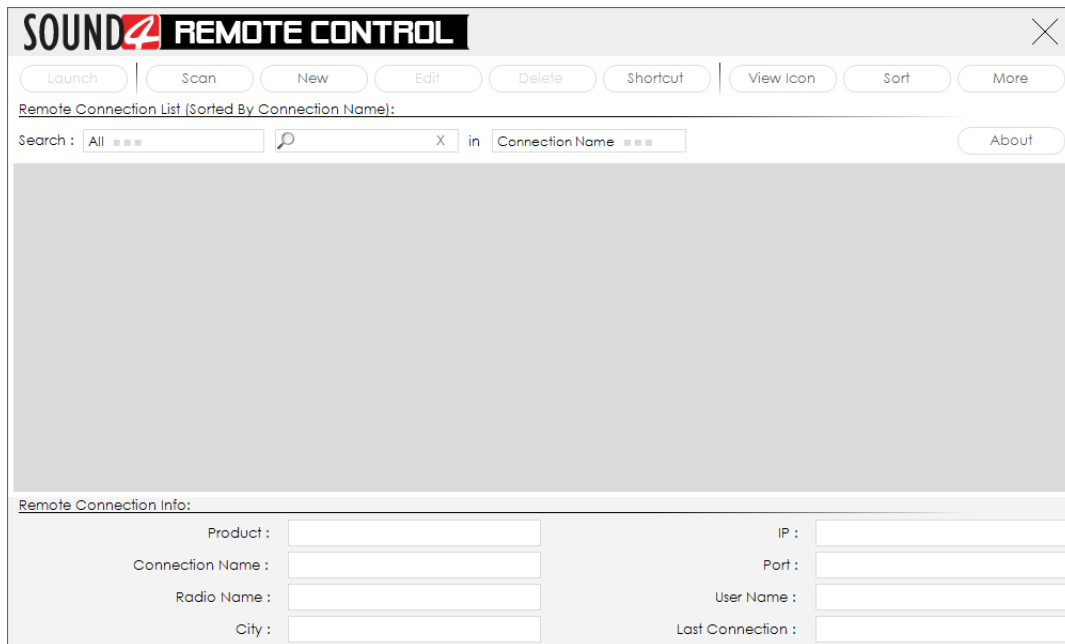 SOUND4 REMOTE CONTROL
Launch Scan New Edit Delete Shortcut View Icon Sort More
Remote Connection List (Sorted By Connection Name):
Search : All X in Connection Name About
Remote Connection Info:
Product : IP :
Connection Name : Port :
Radio Name : User Name :
City : Last Connection :